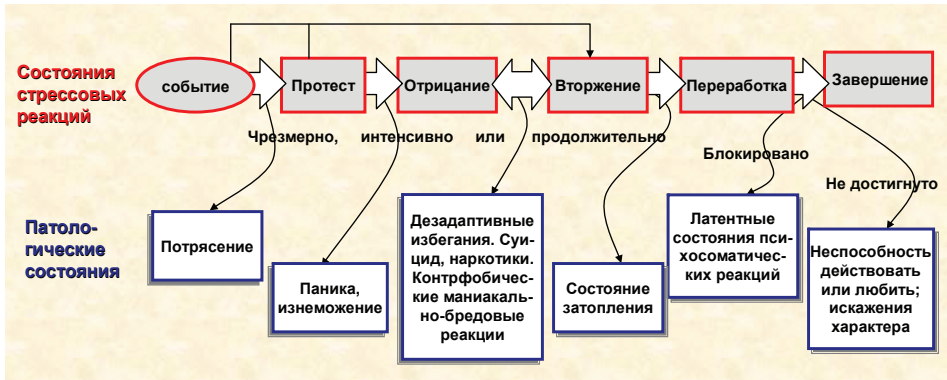 Состояния
стрессовых
реакций
событие
Протест
Отрицание
Вторжение
Переработка
Завершение
Чрезмерно, интенсивно или продолжительно
Блокировано
Не достигнуто
Патоло-
гические
состояния
Потрясение
Паника,
изнеможение
Дезадаптивные
избегания. Суи-
цид, наркотики.
Контрфобичес-
кие маниакаль-
но-бредовые
реакции
Состояние
затопления
Латентные
состояния пси-
хосоматичес-
ких реакций
Неспособность
действовать
или любить;
искажения
характера